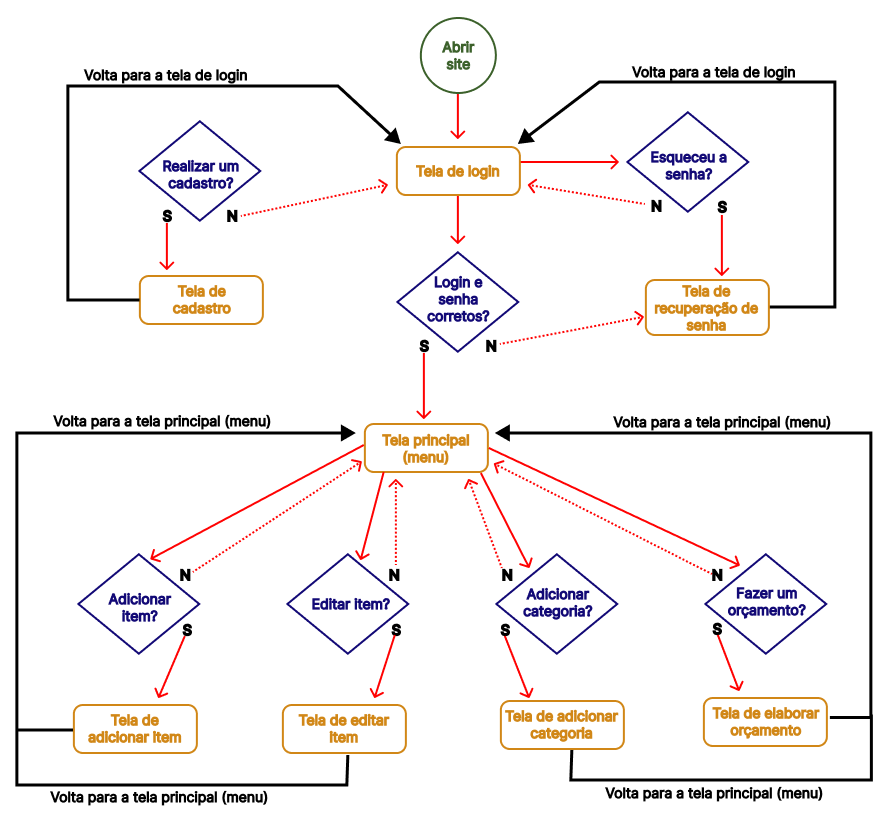 Abrir
site
Volta para a tela de login
Volta para a tela de login
Realizar um
cadastro?
Tela de login
Esqueceu a
senha?
S
N
N
S
Tela de
cadastro
Login e
senha
corretos?
Tela de
recuperação de
senha
S
N
Volta para a tela principal (menu)
Volta para a tela principal (menu)
Tela principal
(menu)
N
N
N
N
Adicionar
item?
Editar item?
Adicionar
categoria?
Fazer um
orçamento?
S
S
S
S
Tela de
adicionar item
Tela de editar
item
Tela de adicionar
categoria
Tela de elaborar
orçamento
Volta para a tela principal (menu)
Volta para a tela principal (menu)